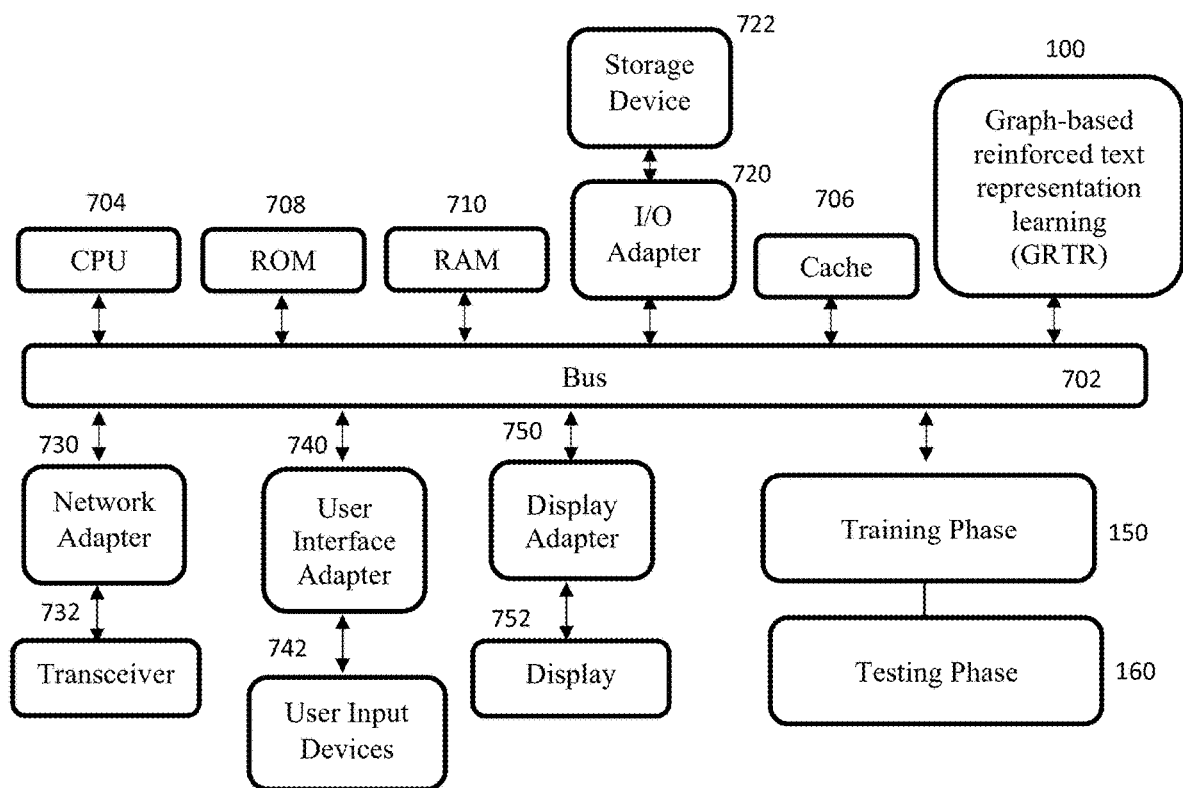 722
Storage
Device
100
Graph-based
reinforced text
representation
learning
(GRTR)
720
I/O
Adapter
704
CPU
708
ROM
710
RAM
706
Cache
Bus
702
730
Network
Adapter
740
User
Interface
Adapter
750
Display
Adapter
Training Phase
150
732
Transceiver
742
User Input
Devices
752
Display
Testing Phase
160